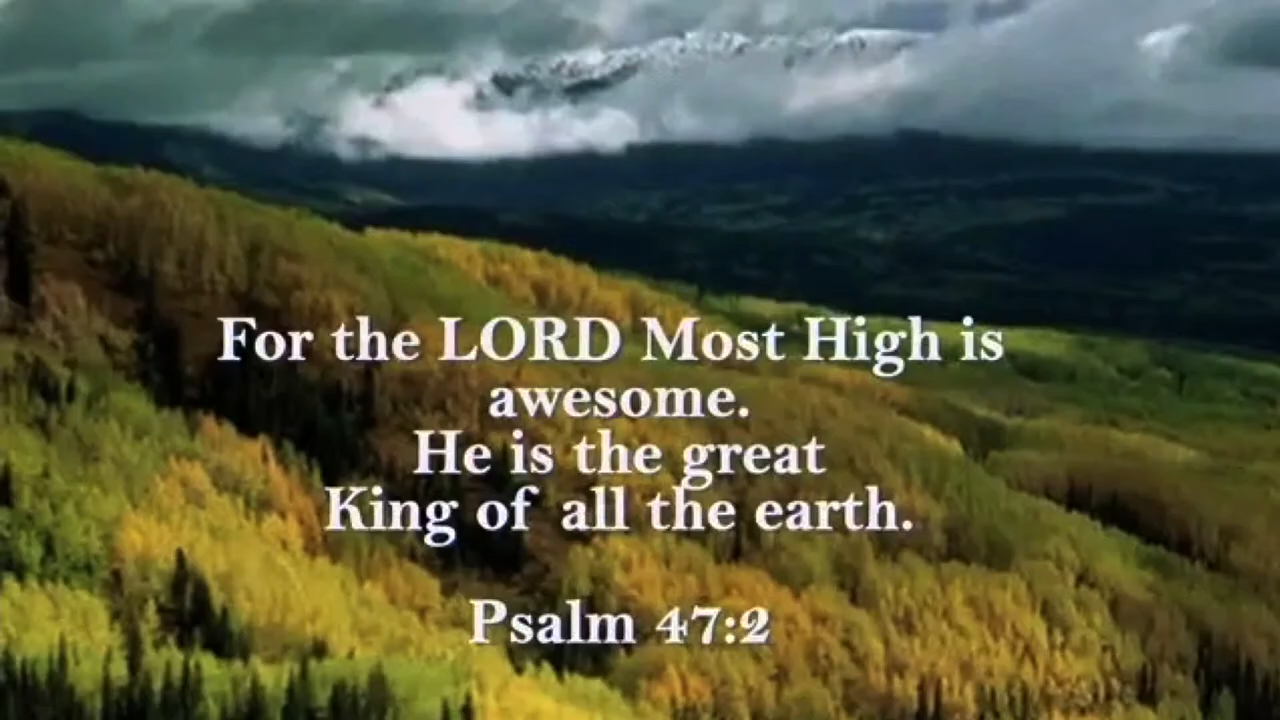 For the LORD Most High is
awesome.
He is the great
King of all the earth.
Psalm 47:2